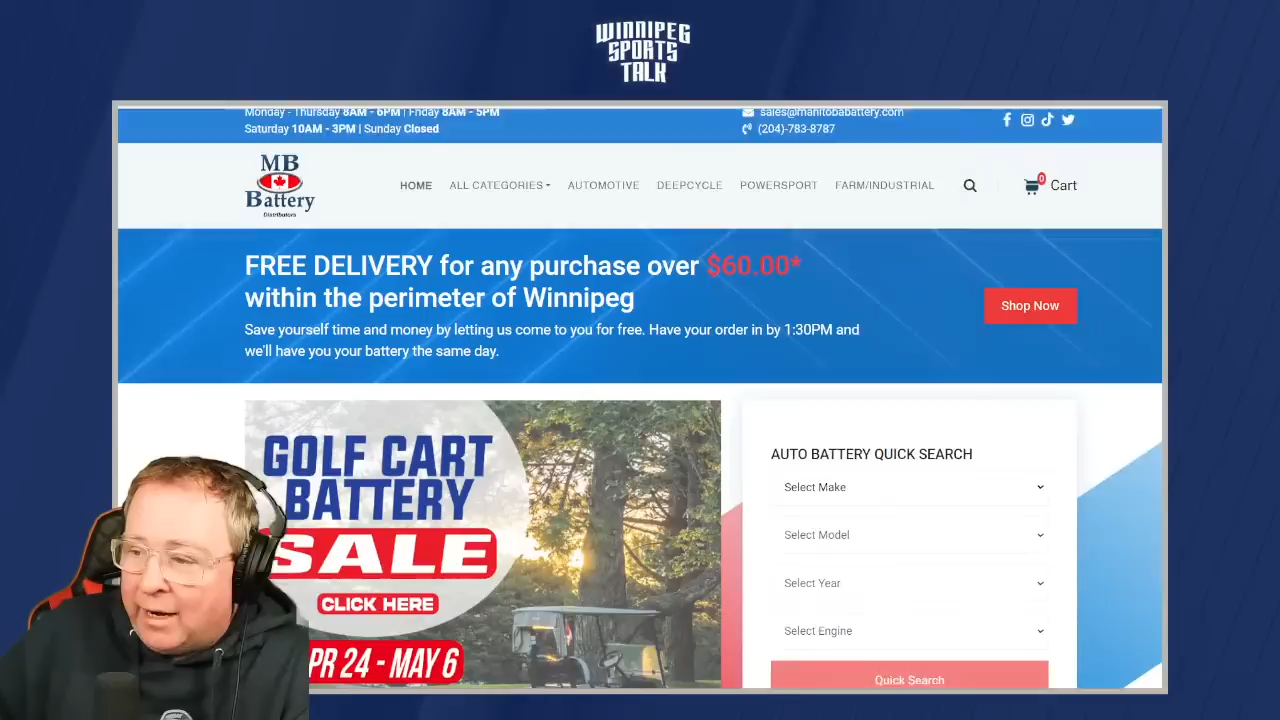 WINNIPEG
SPORTS
TALK
Monday - Thursday 8AM - 6PM | Friday 8AM - 5PM
Saturday 10AM - 3PM | Sunday Closed
sales@manitobabattery.com
(204)-783-8787
MB
Battery
Distributors
HOME ALL CATEGORIES AUTOMOTIVE DEEPCYCLE POWERSPORT FARM/INDUSTRIAL
0
Cart
FREE DELIVERY for any purchase over $60.00*
within the perimeter of Winnipeg
Save yourself time and money by letting us come to you for free. Have your order in by 1:30PM and
we'll have you your battery the same day.
Shop Now
GOLF CART
BATTERY
SALE
CLICK HERE
PR 24 - MAY 6
AUTO BATTERY QUICK SEARCH
Select Make
Select Model
Select Year
Select Engine
Quick Search